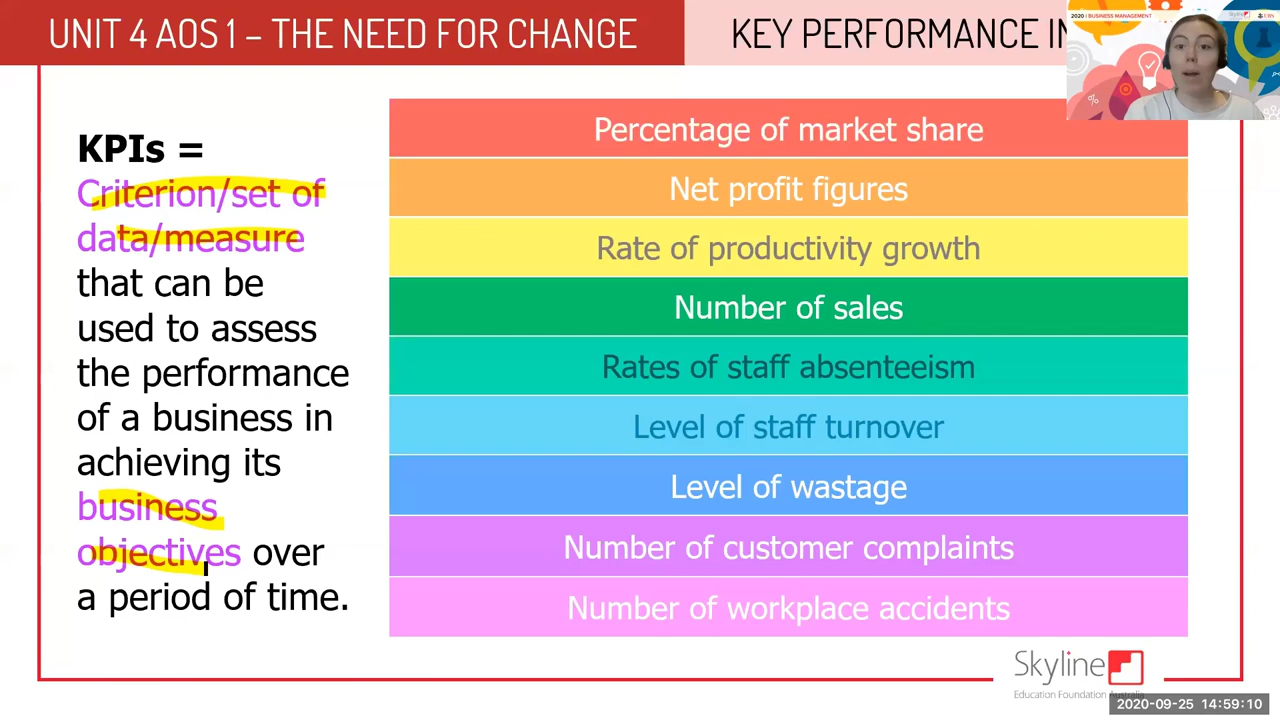 UNIT 4 AOS 1 – THE NEED FOR CHANGE
KEY PERFORMANCE IN
2020 | BUSINESS MANAGEMENT
KPIs =
Criterion/set of
data/measure
that can be
used to assess
the performance
of a business in
achieving its
business
objectives over
a period of time.
Percentage of market share
Net profit figures
Rate of productivity growth
Number of sales
Rates of staff absenteeism
Level of staff turnover
Level of wastage
Number of customer complaints
Number of workplace accidents
Skyline
Education Foundation Australia
2020-09-25 14:59:10